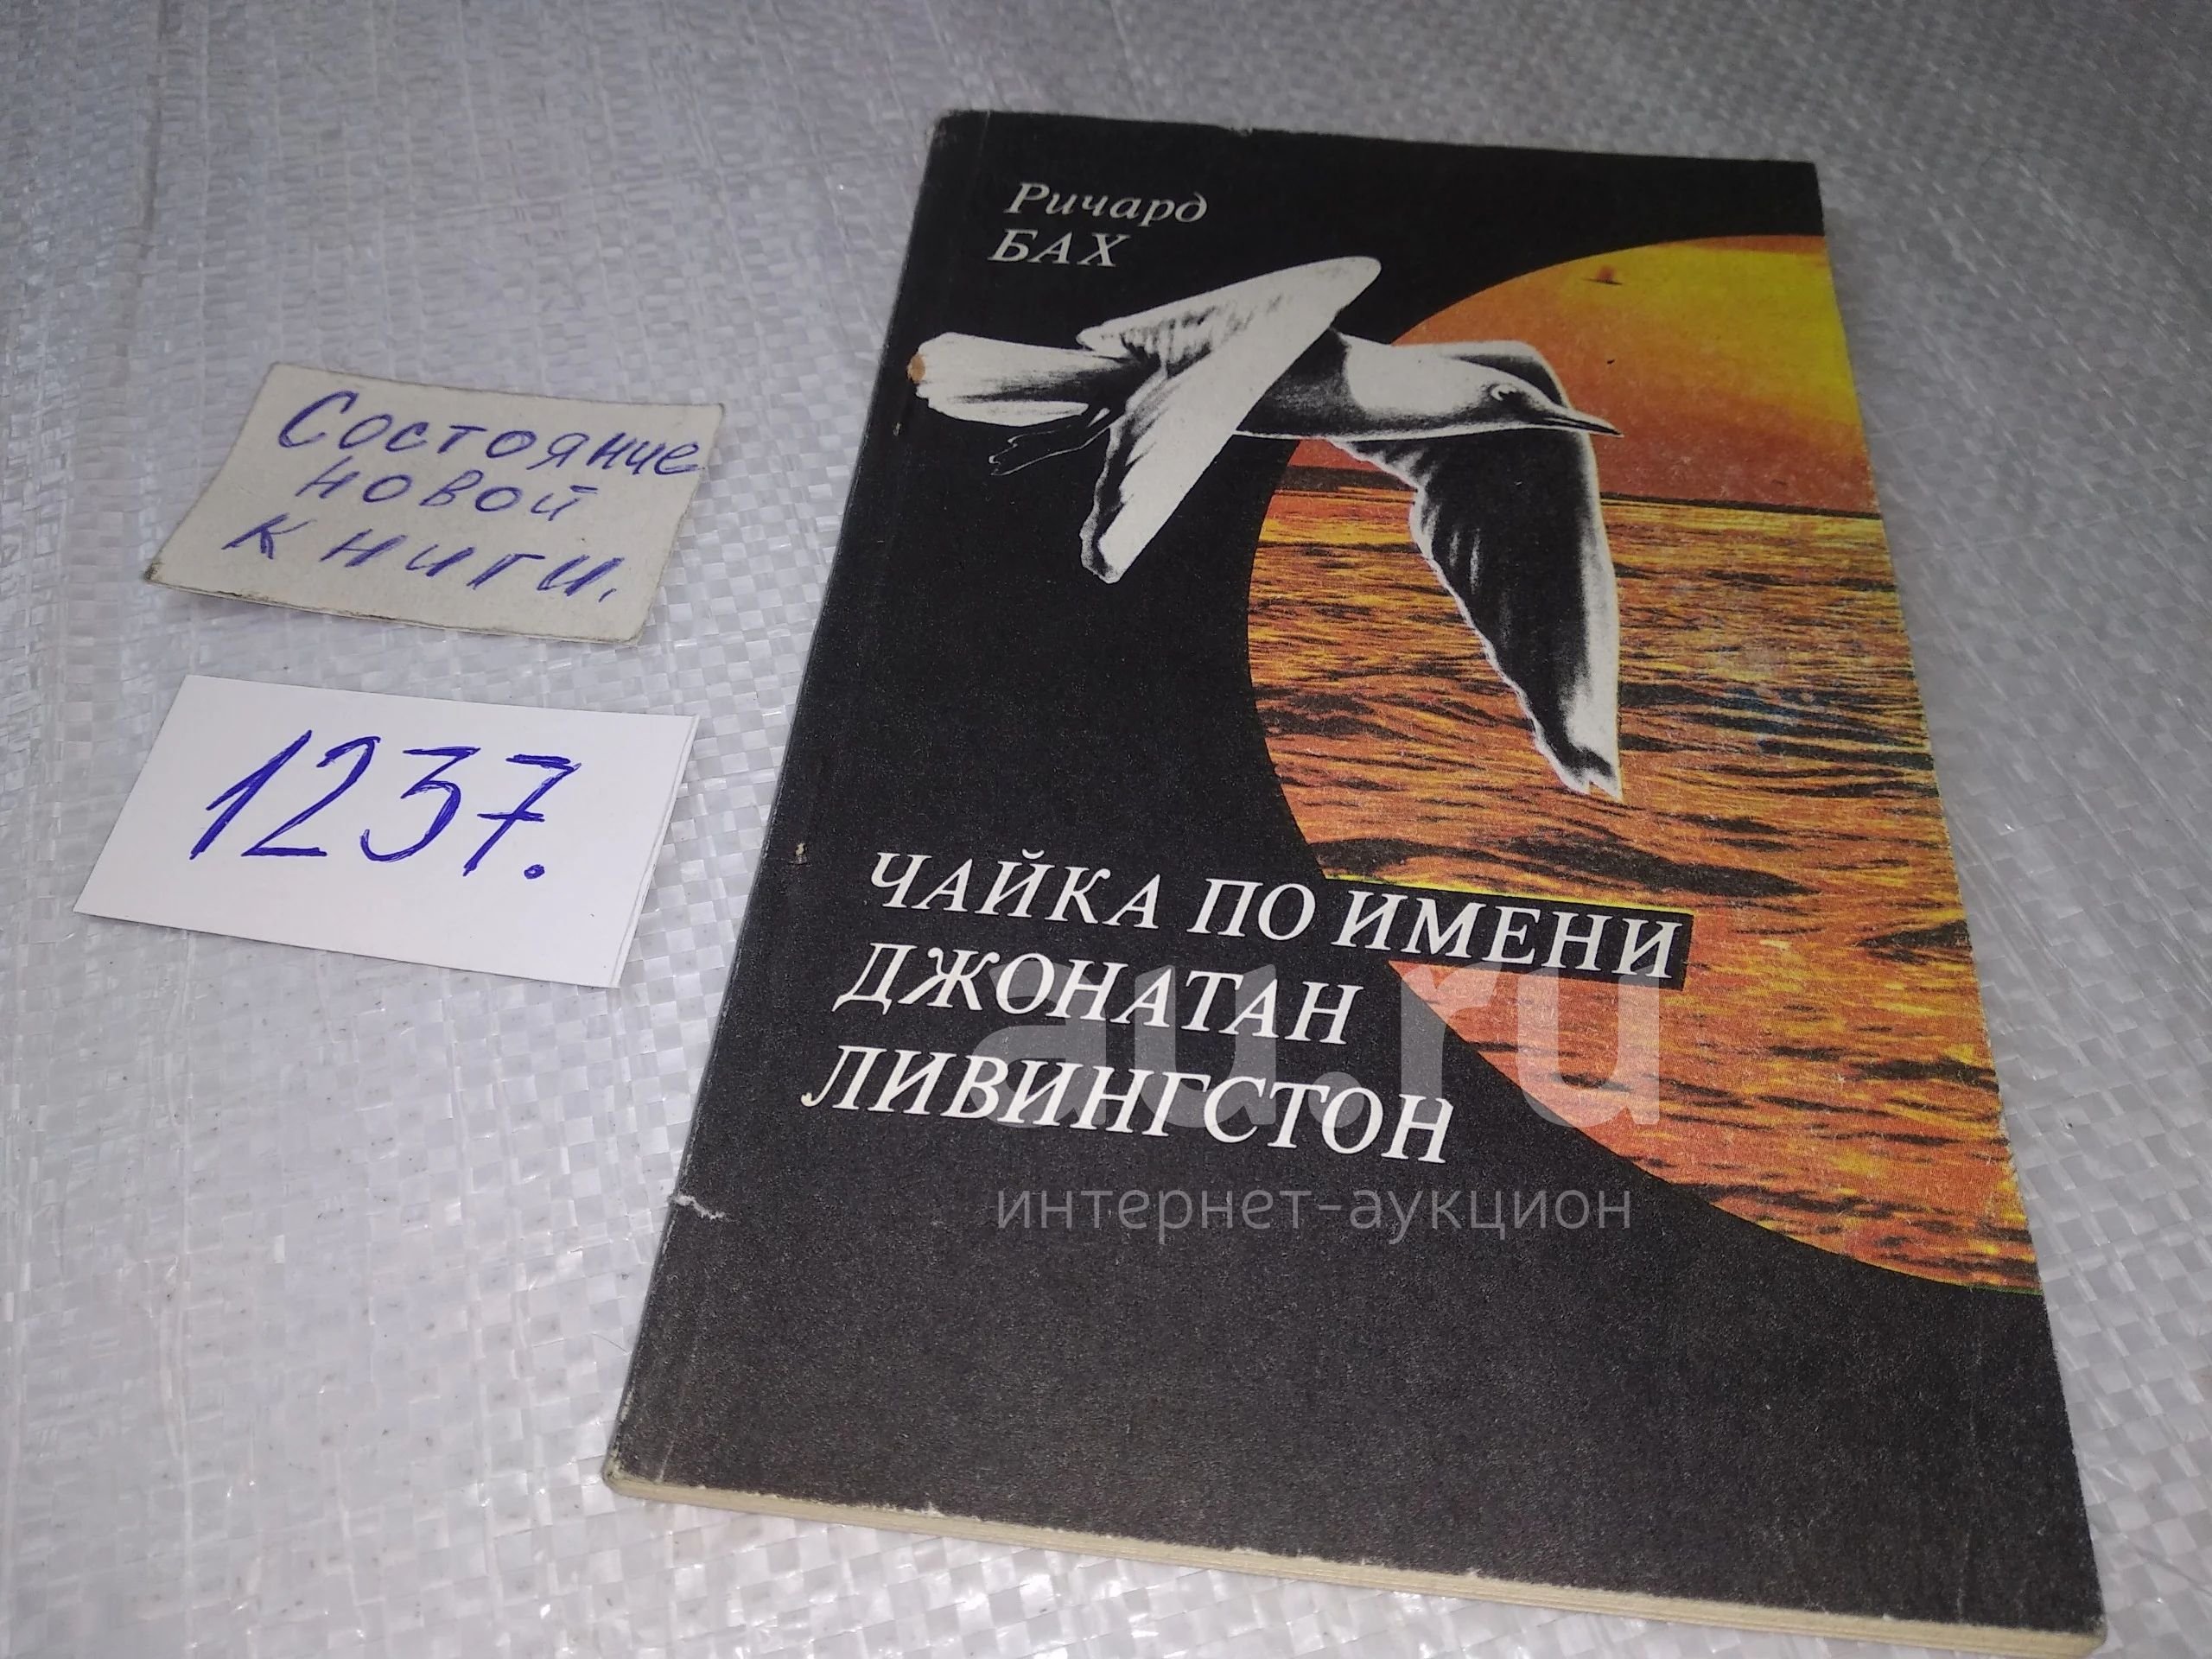 Ричард
БАХ
Состояние
новой
книги.
1237.
ЧАЙКА ПО ИМЕНИ
ДЖОНАТАН
ЛИВИНГСТОН
au.ru
интернет-аукцион